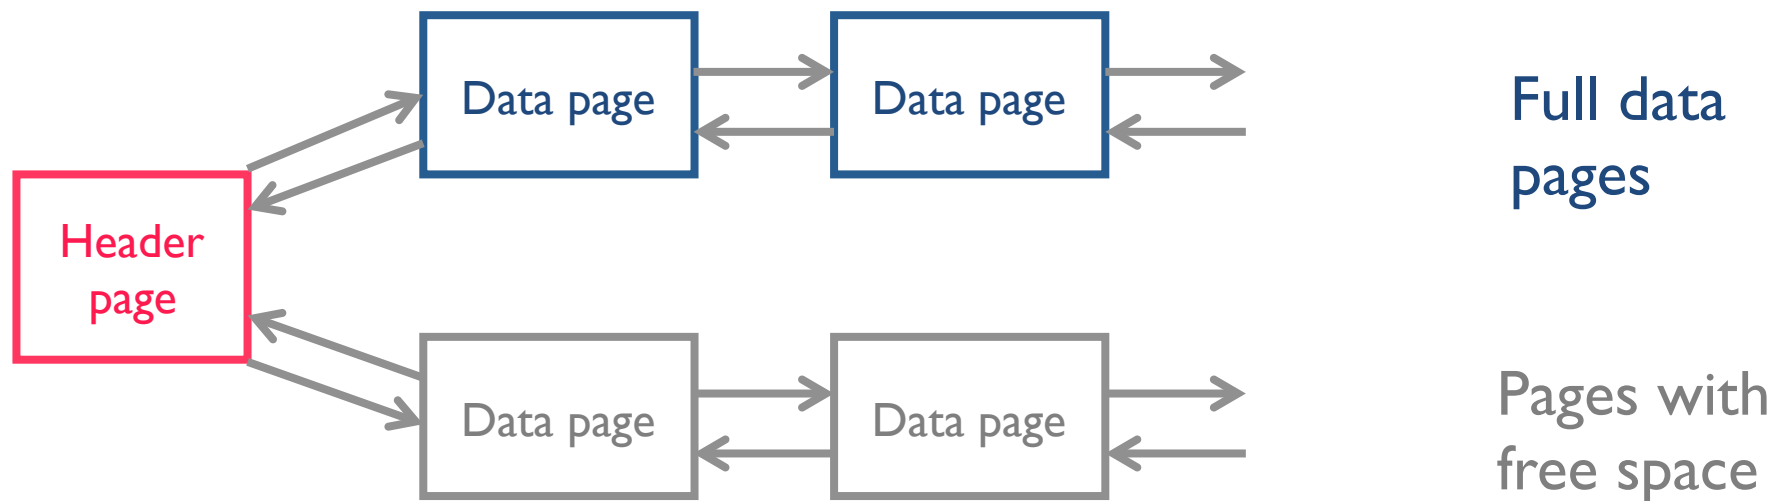 Data page
Data page
Full data
pages
Header
page
Data page
Data page
Pages with
free space